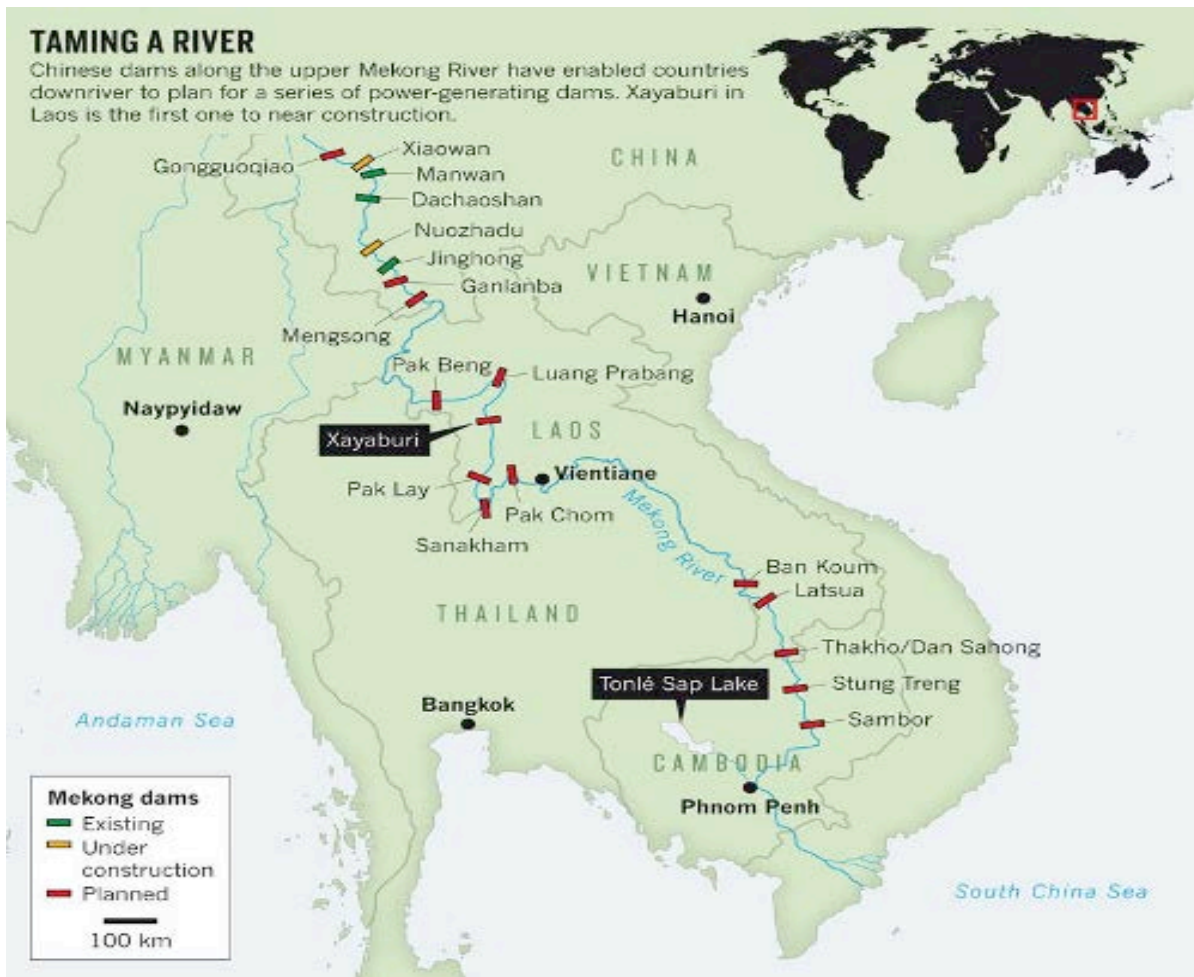 TAMING A RIVER
Chinese dams along the upper Mekong River have enabled countries
downriver to plan for a series of power-generating dams. Xayaburi in
Laos is the first one to near construction.
Gongguoqiao
Xiaowan
Manwan
Dachaoshan
CHINA
Nuozhadu
Jinghong
Ganlanba
VIETNAM
Hanoi
Mengsong
MYANMAR
Pak Beng
Luang Prabang
Naypyidaw
Xayaburi
LAOS
Pak Lay
Vientiane
Pak Chom
Sanakham
Mekong River
Ban Koum
Latsua
THAILAND
Thakho/Dan Sahong
Tonlé Sap Lake
Stung Treng
Bangkok
Sambor
Andaman Sea
CAMBODIA
Phnom Penh
Mekong dams
Existing
Under
construction
Planned
100 km
South China Sea